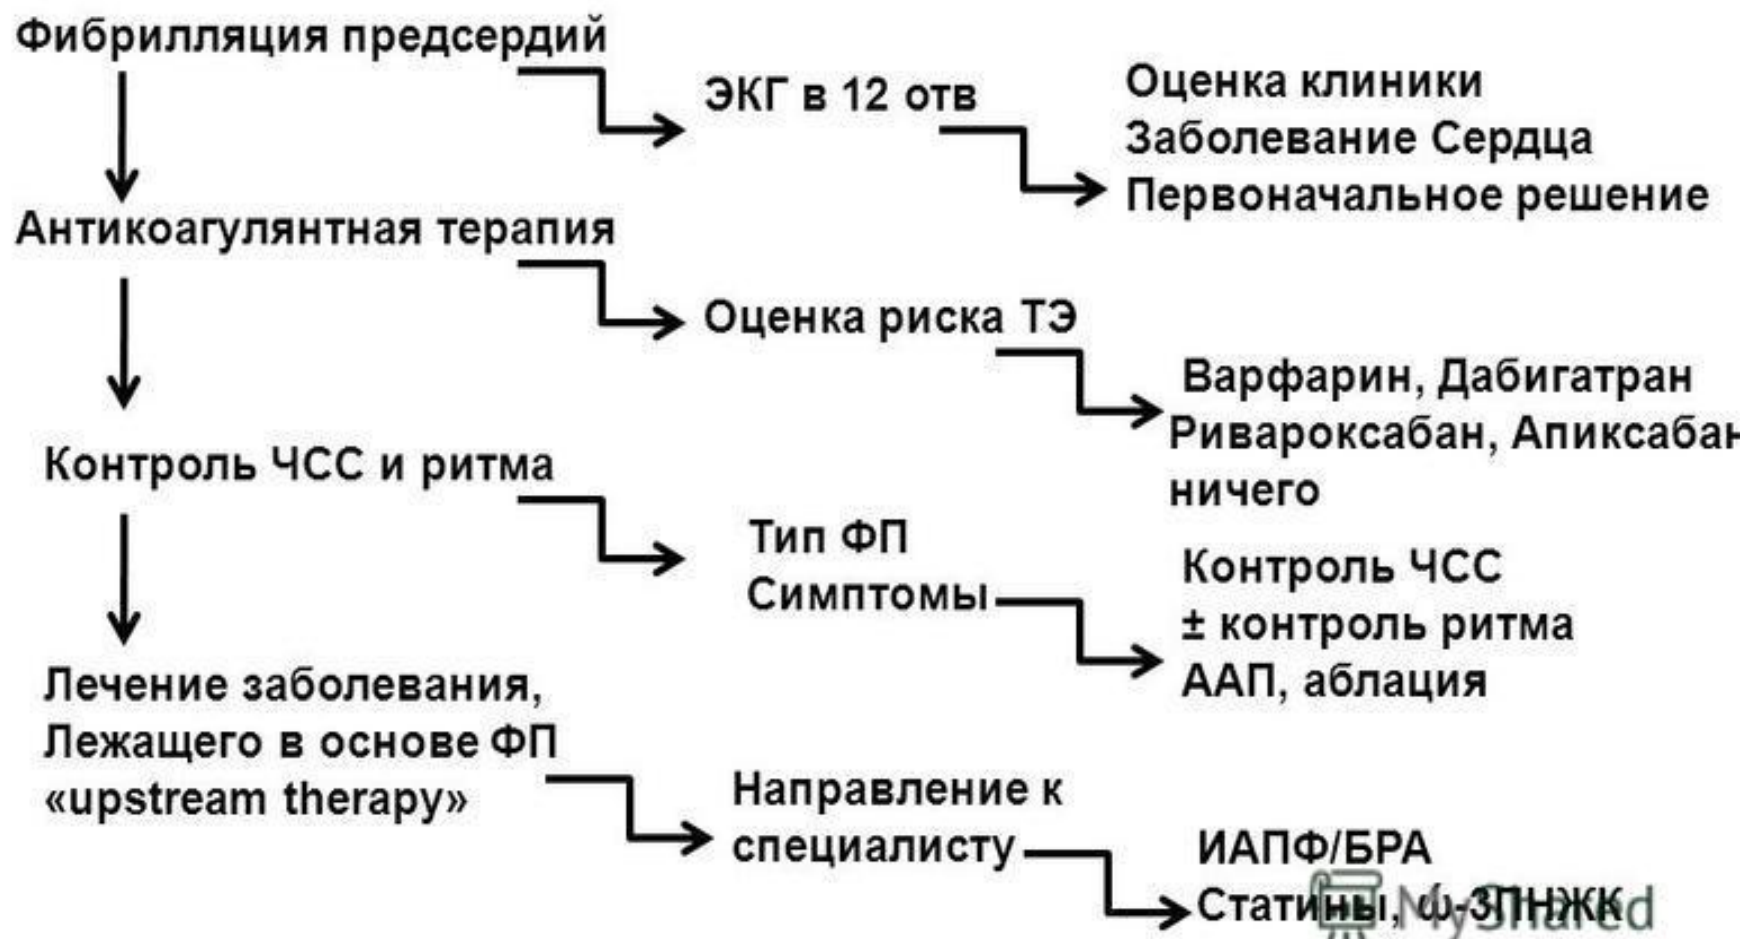 Фибрилляция предсердий
ЭКГ в 12 отв
Оценка клиники
Заболевание Сердца
Первоначальное решение
Антикоагулянтная терапия
Оценка риска ТЭ
Варфарин, Дабигатран
Ривароксабан, Апиксабан
ничего
Контроль ЧСС и ритма
Тип ФП
Симптомы
Контроль ЧСС
± контроль ритма
ААП, аблация
Лечение заболевания,
Лежащего в основе ФП
«upstream therapy»
Направление к
специалисту
ИАПФ/БРА
Статины, ф-3ПНЖК
MyShared